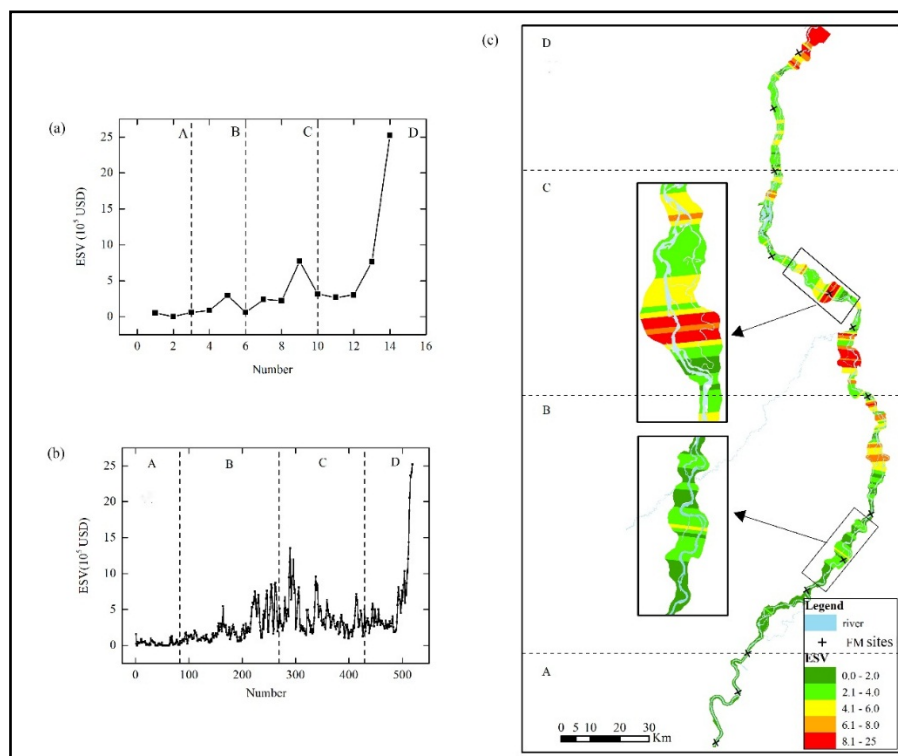 (a)
A
B
C
D
25
20
15
10
5
0
ESV (10⁵ USD)
0 2 4 6 8 10 12 14 16
Number
(b)
A
B
C
D
25
20
15
10
5
0
ESV(10⁵ USD)
0 100 200 300 400 500
Number
(c)
D
C
B
A
0 5 10 20 30
Km
Legend
river
FM sites
ESV
0.0 - 2.0
2.1 - 4.0
4.1 - 6.0
6.1 - 8.0
8.1 - 25